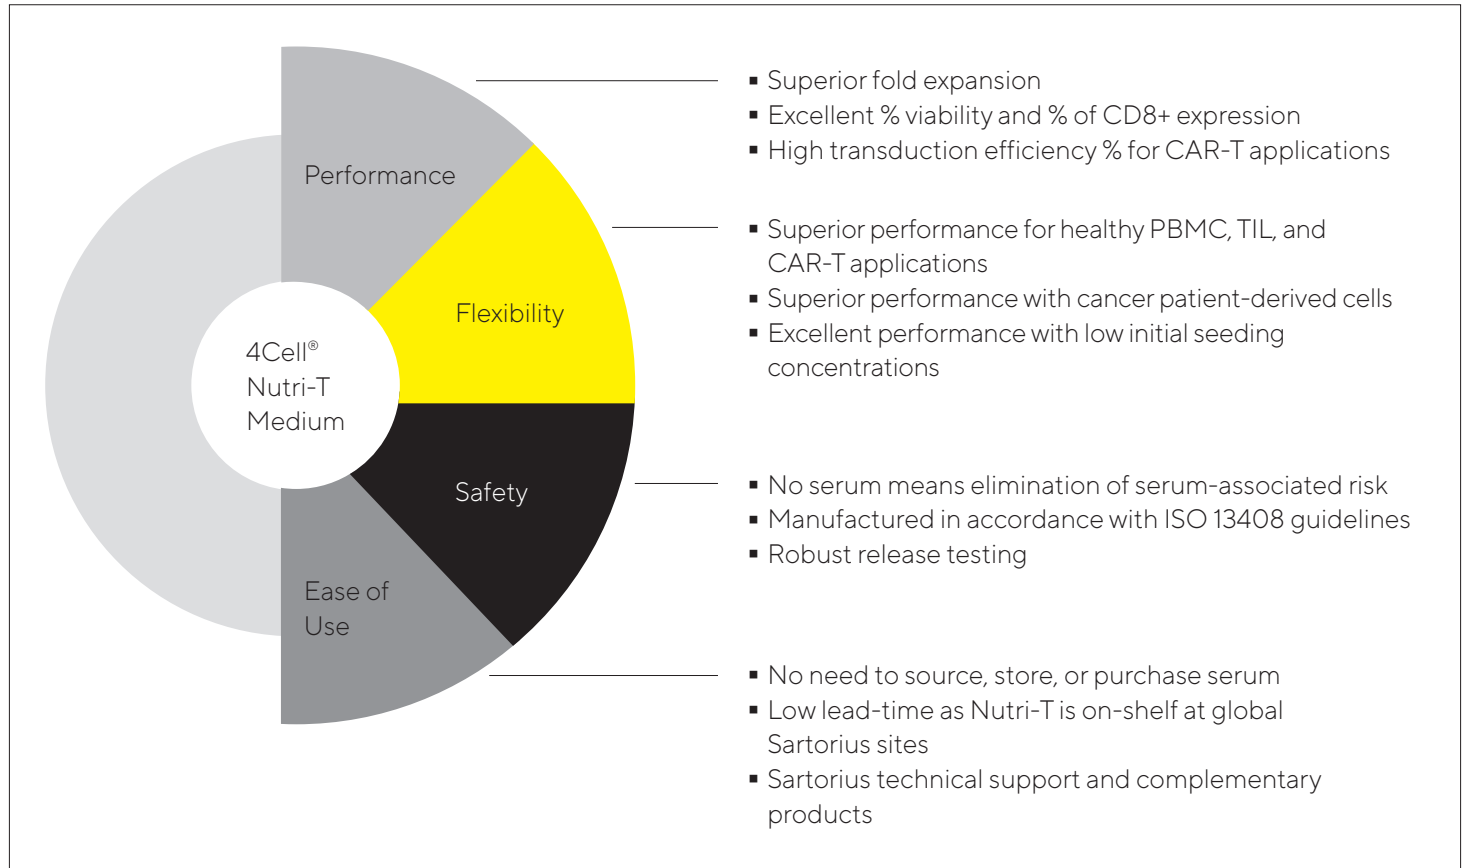 4Cell®
Nutri-T
Medium
Performance
▪ Superior fold expansion
▪ Excellent % viability and % of CD8+ expression
▪ High transduction efficiency % for CAR-T applications
Flexibility
▪ Superior performance for healthy PBMC, TIL, and
CAR-T applications
▪ Superior performance with cancer patient-derived cells
▪ Excellent performance with low initial seeding
concentrations
Safety
▪ No serum means elimination of serum-associated risk
▪ Manufactured in accordance with ISO 13408 guidelines
▪ Robust release testing
Ease of
Use
▪ No need to source, store, or purchase serum
▪ Low lead-time as Nutri-T is on-shelf at global
Sartorius sites
▪ Sartorius technical support and complementary
products